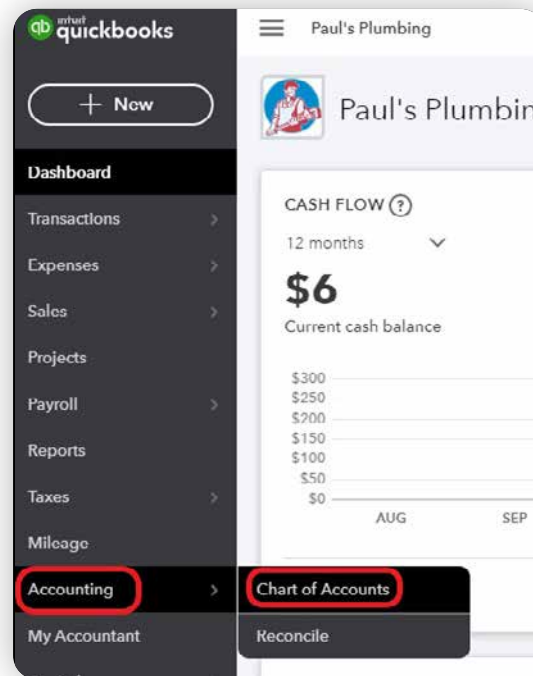 intuit
qb quickbooks
Paul's Plumbing
+ New
Paul's Plumbin
Dashboard
Transactions
Expenses
Sales
Projects
Payroll
Reports
Taxes
Mileage
Accounting
My Accountant
CASH FLOW ?
12 months
$6
Current cash balance
$300
$250
$200
$150
$100
$50
$0
AUG SEP
Chart of Accounts
Reconcile